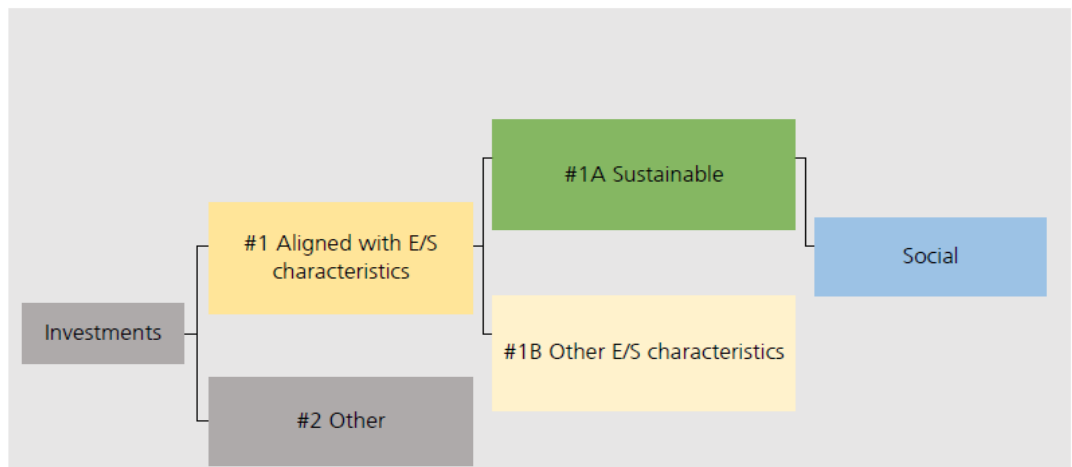 #1A Sustainable
#1 Aligned with E/S
characteristics
Social
Investments
#1B Other E/S characteristics
#2 Other